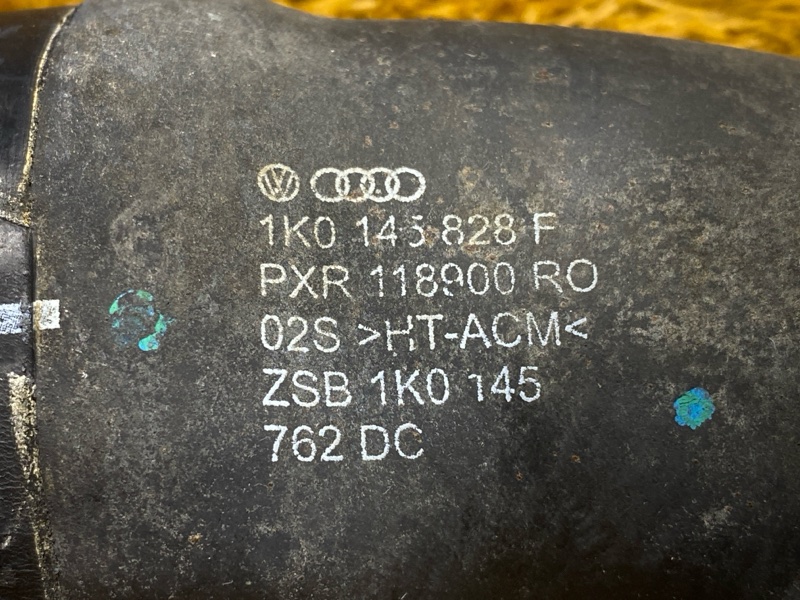 1K0 145 828 F
PXR 118900 RO
02S >HT-ACM<
ZSB 1K0 145
762 DC